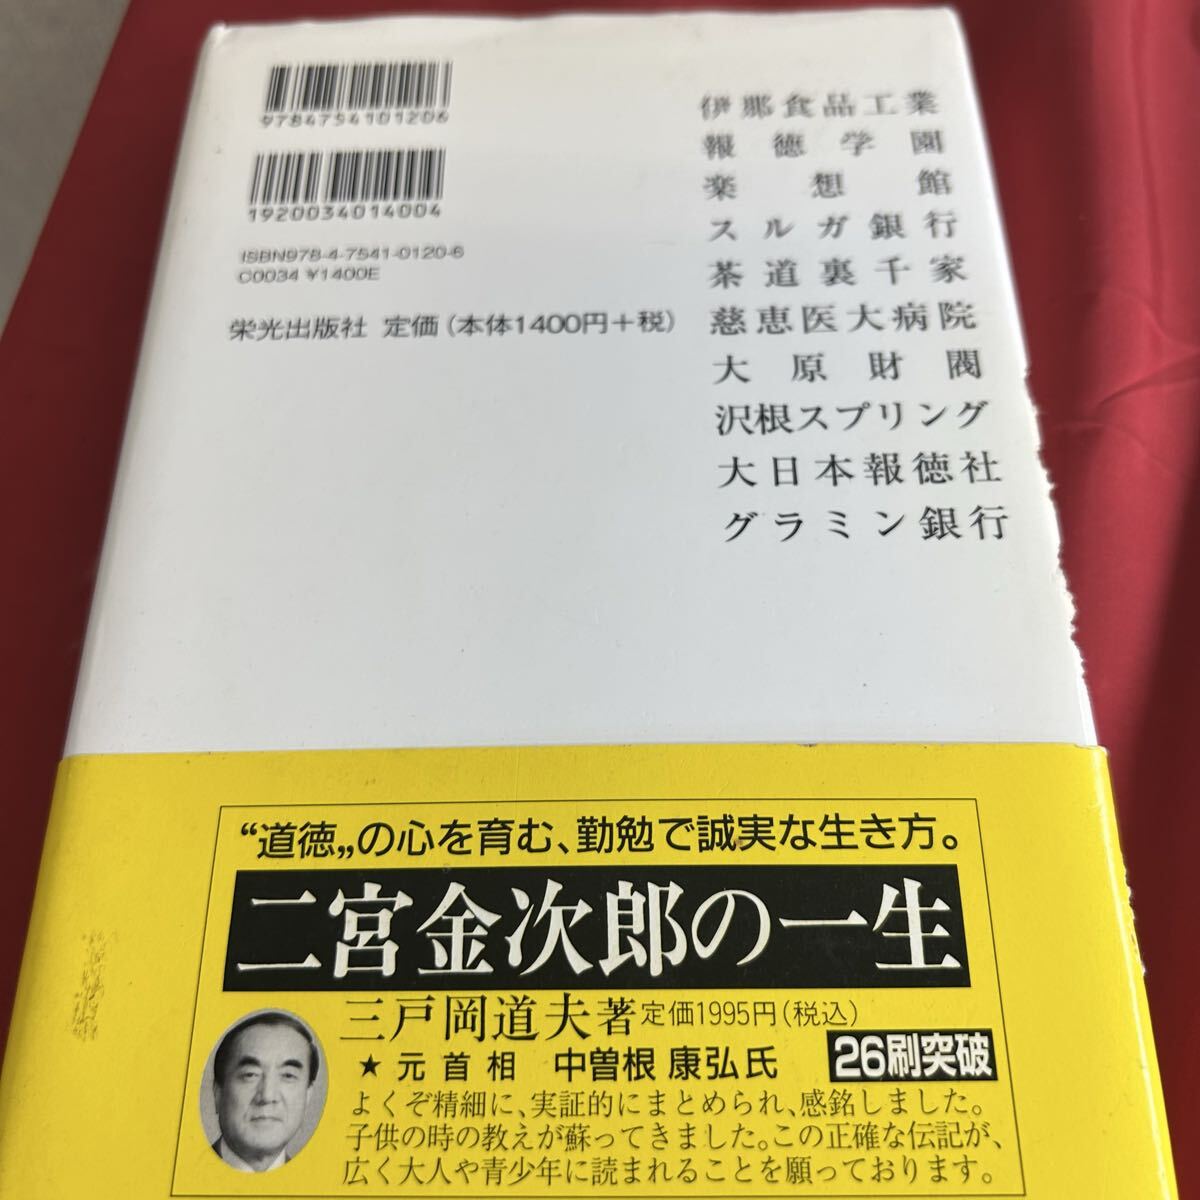 9784754101206
1920034014004
ISBN978-4-7541-0120-6
C0034 ¥1400E
栄光出版社 定価(本体1400円+税)
伊那食品工業
報徳学園
楽想館
スルガ銀行
茶道裏千家
慈恵医大病院
大原財閥
沢根スプリング
大日本報徳社
グラミン銀行
“道徳„の心を育む、勤勉で誠実な生き方。
二宮金次郎の一生
三戸岡道夫著 定価1995円(税込)
★元首相 中曽根康弘氏 26刷突破
よくぞ精細に、実証的にまとめられ、感銘しました。
子供の時の教えが蘇ってきました。この正確な伝記が、
広く大人や青少年に読まれることを願っております。